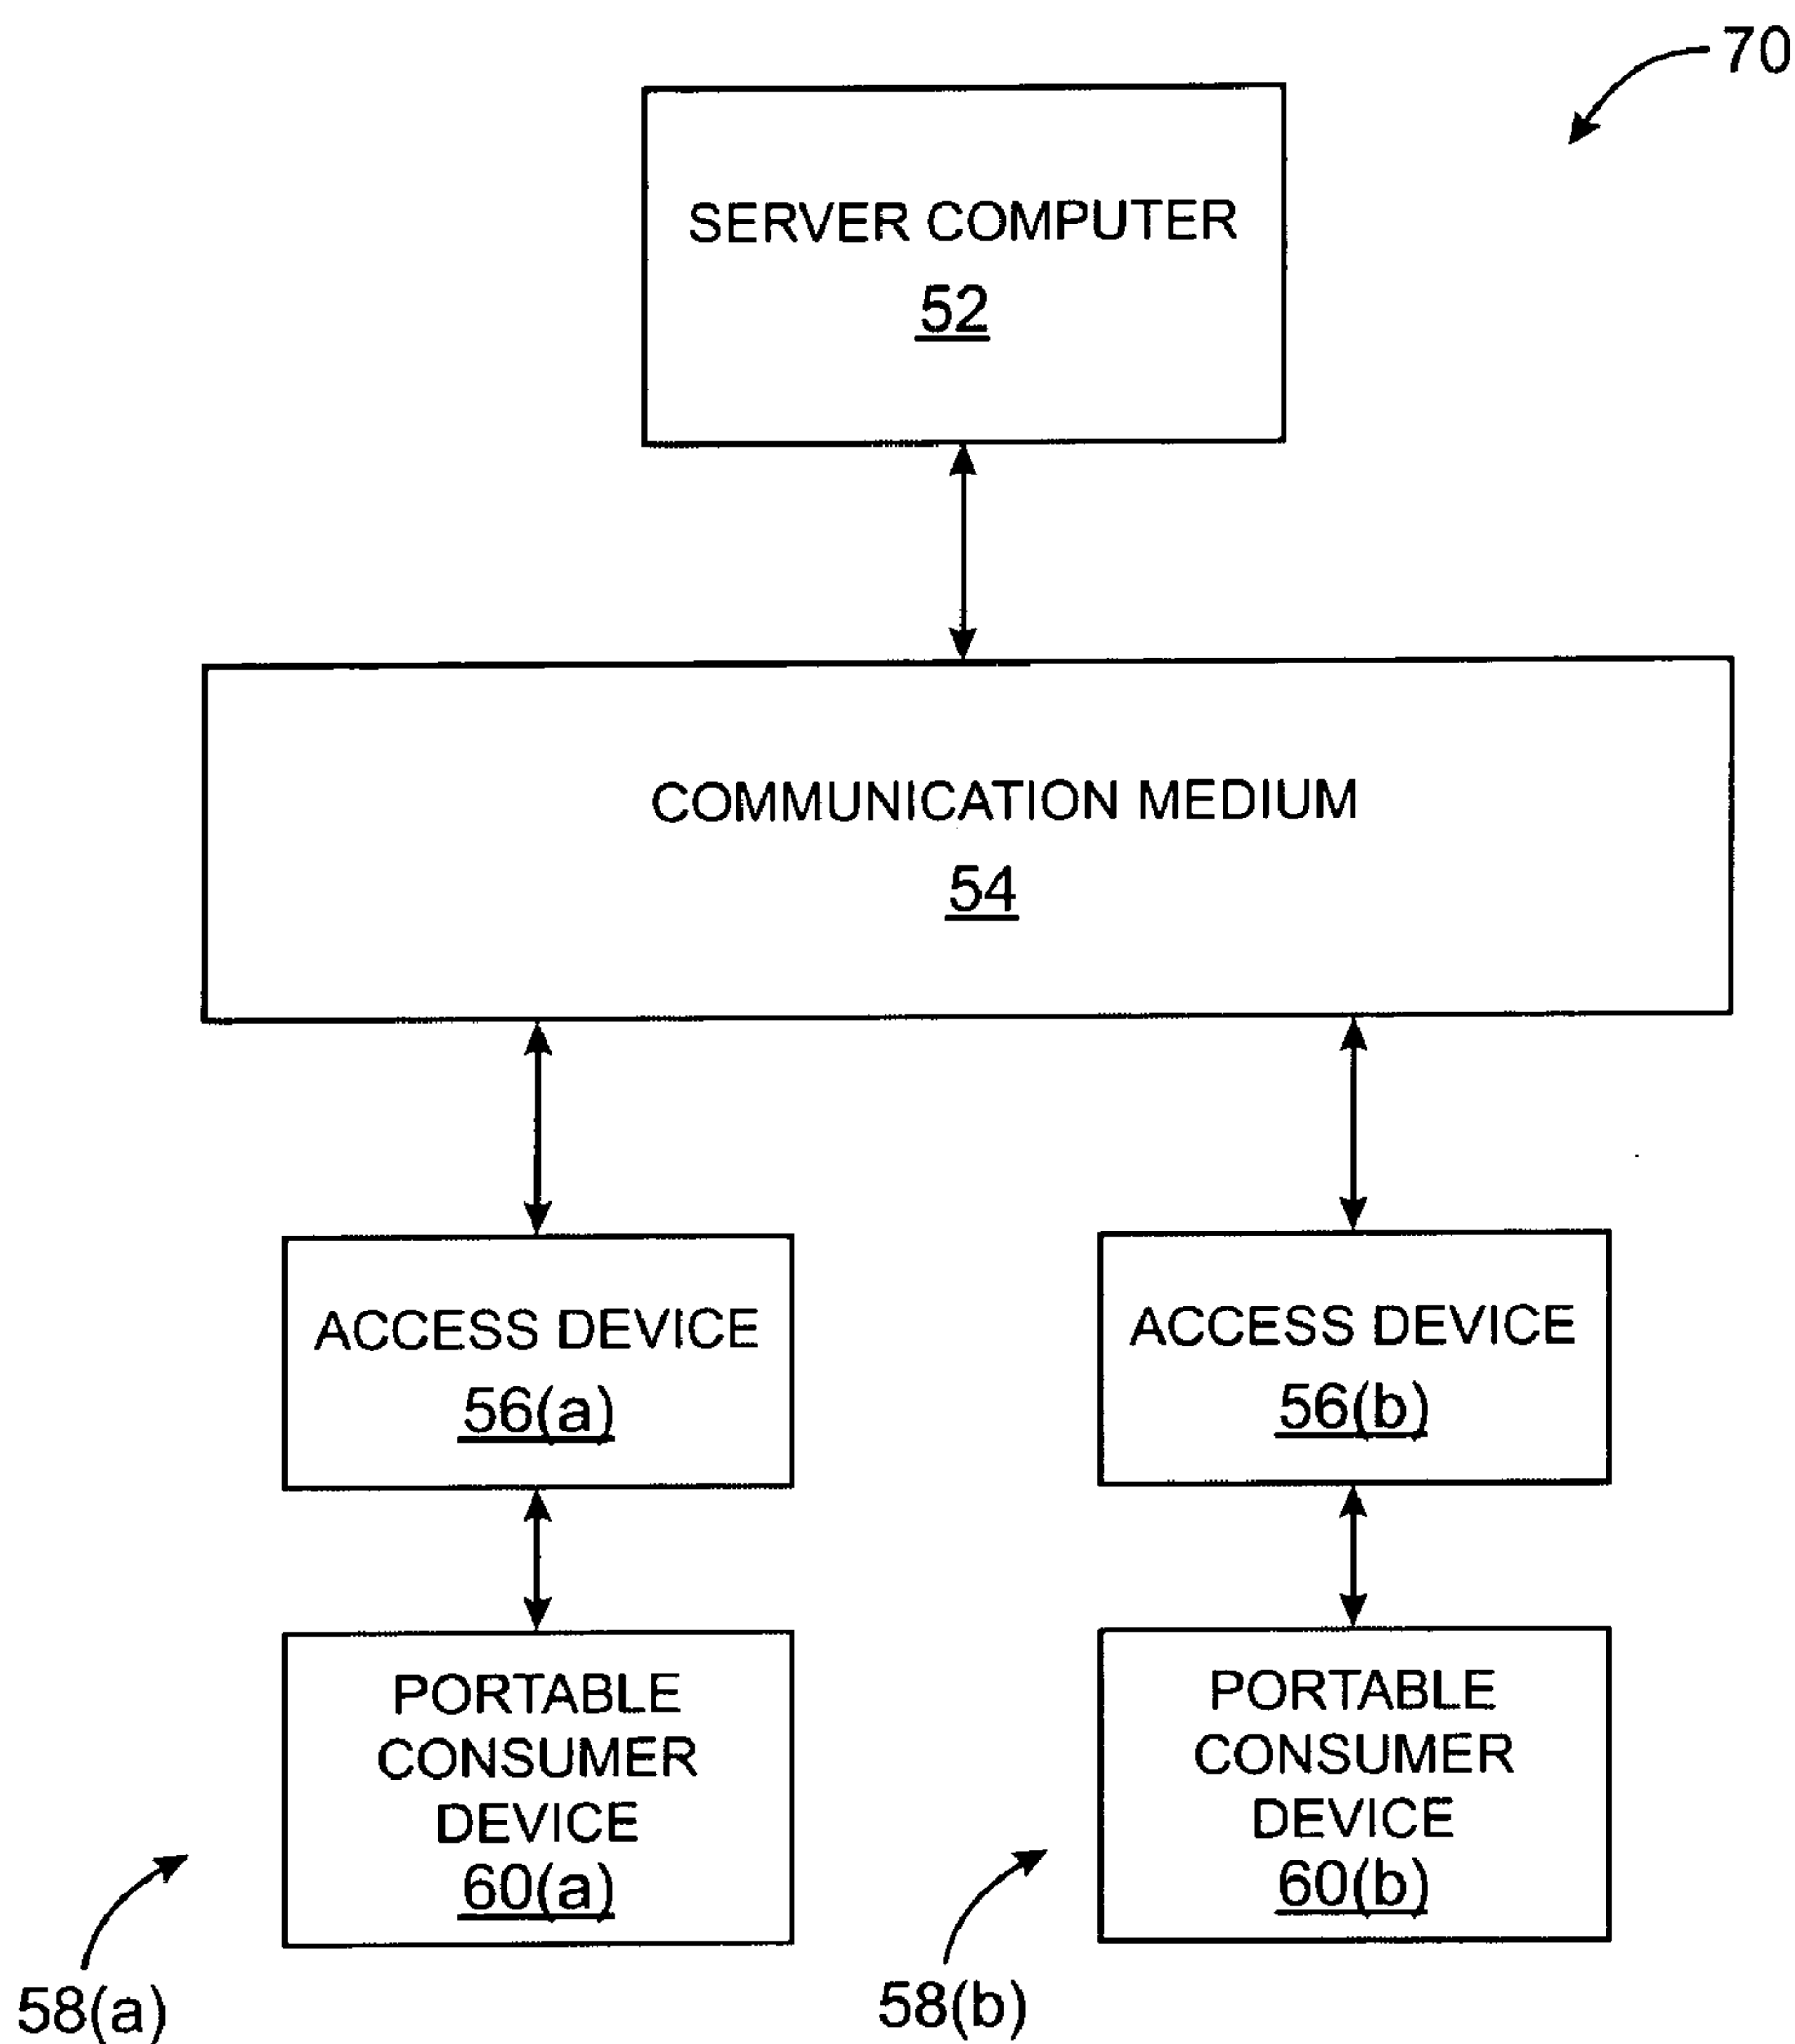 70
SERVER COMPUTER
52
COMMUNICATION MEDIUM
54
ACCESS DEVICE
56(a)
ACCESS DEVICE
56(b)
PORTABLE
CONSUMER
DEVICE
60(a)
PORTABLE
CONSUMER
DEVICE
60(b)
58(a)
58(b)